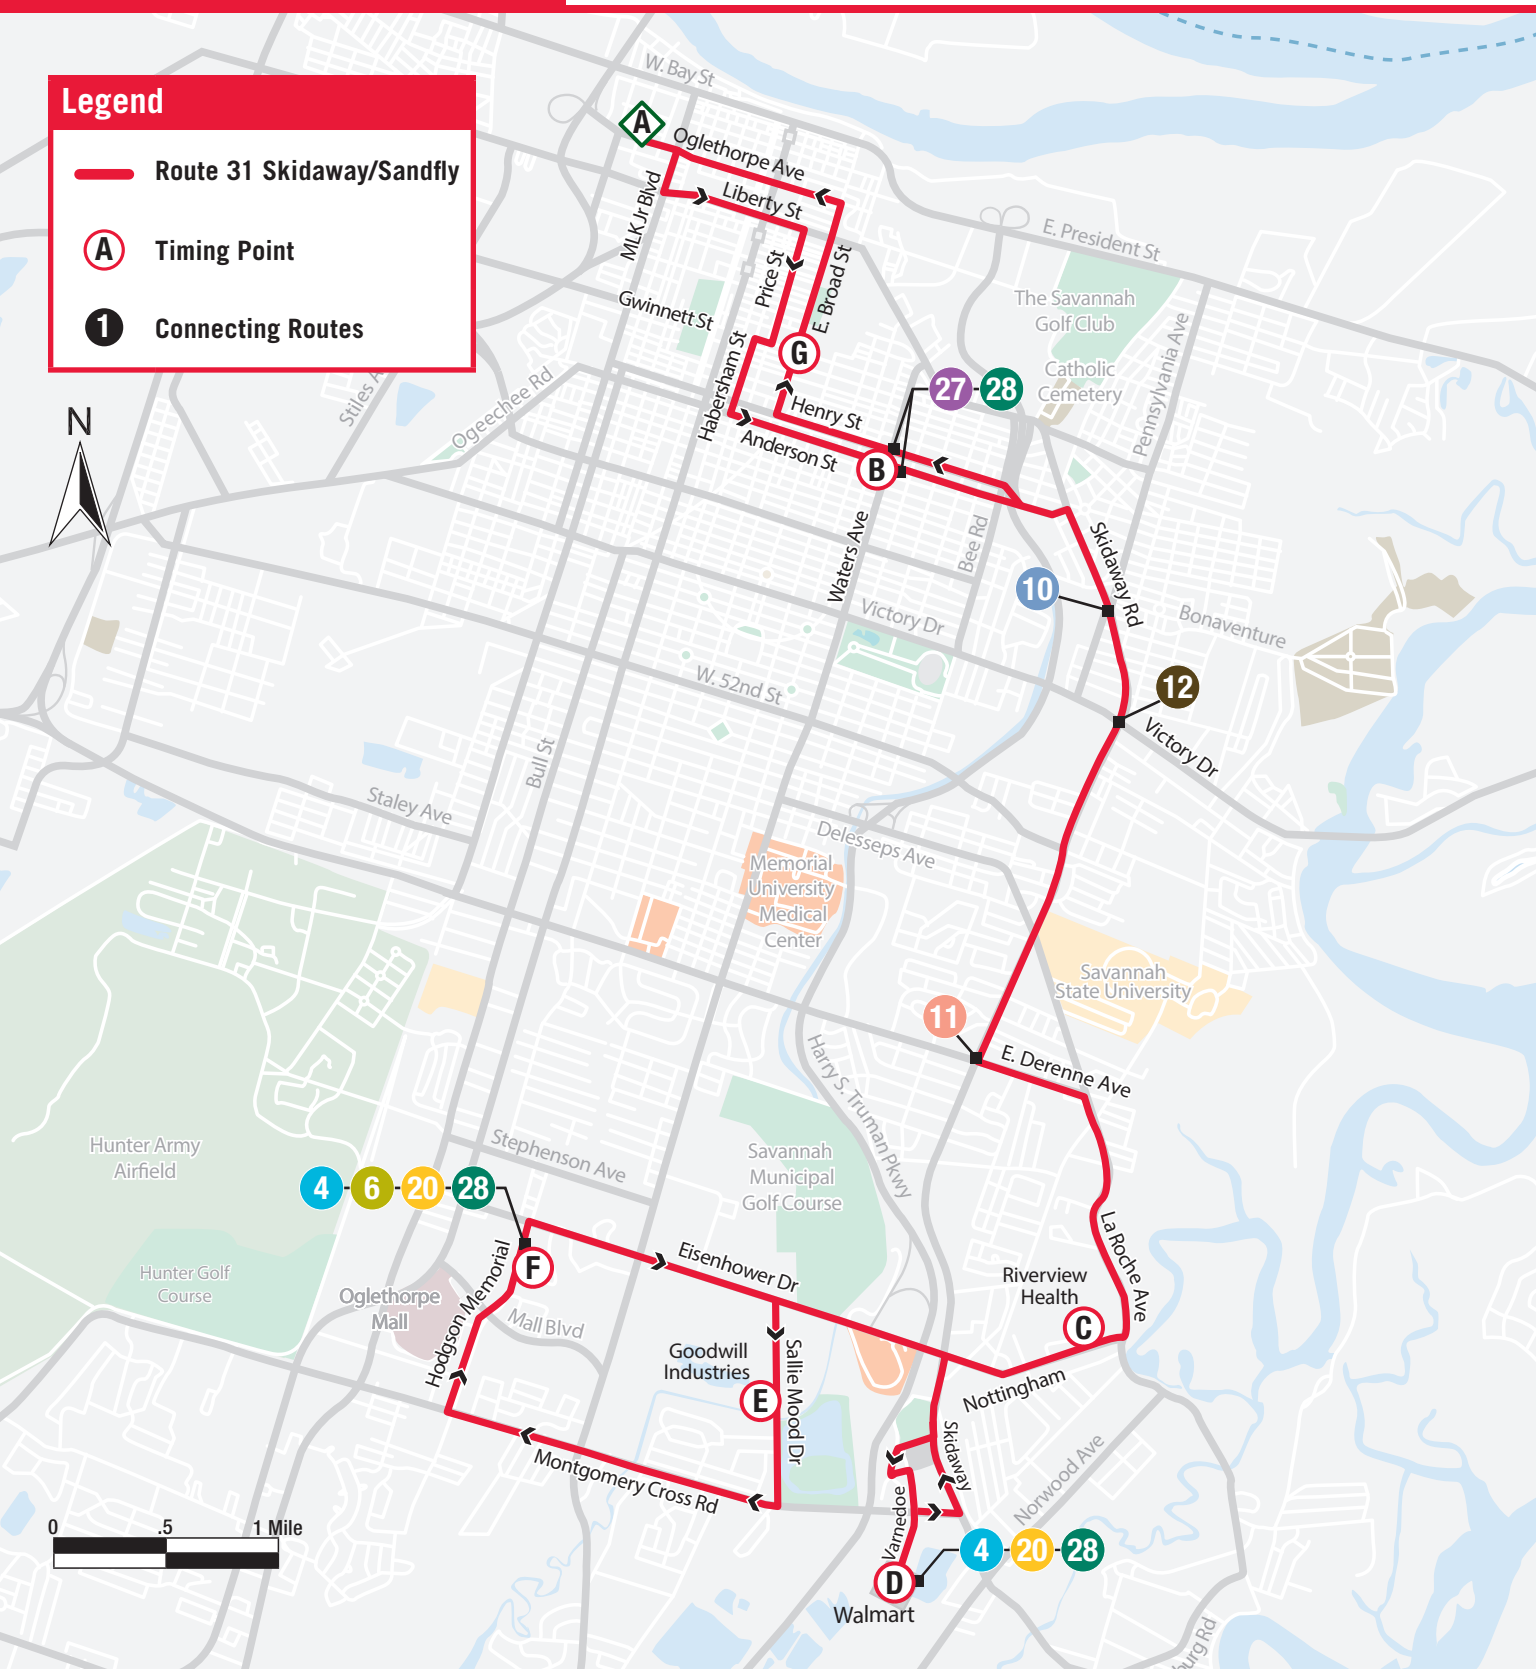 Legend
Route 31 Skidaway/Sandfly
A
Timing Point
1
Connecting Routes
N
W. Bay St
A
Oglethorpe Ave
MLK Jr Blvd
Liberty St
E. President St
Price St
E. Broad St
Gwinnett St
The Savannah
Golf Club
Pennsylvania Ave
Habersham St
G
Catholic
Cemetery
27
28
Stiles A
Ogeechee Rd
Henry St
Anderson St
B
Waters Ave
Bee Rd
Skidaway Rd
10
Victory Dr
Bonaventure
W. 52nd St
12
Victory Dr
Bull St
Staley Ave
Delesseps Ave
Memorial
University
Medical
Center
Savannah
State University
11
E. Derenne Ave
Harry S. Truman Pkwy
Hunter Army
Airfield
Stephenson Ave
Savannah
Municipal
Golf Course
4
6
20
28
La Roche Ave
Eisenhower Dr
F
Hodgson Memorial
Hunter Golf
Course
Oglethorpe
Mall
Mall Blvd
Riverview
Health
C
Goodwill
Industries
Sallie Mood Dr
E
Nottingham
Skidaway
Norwood Ave
Montgomery Cross Rd
Varnedoe
0
.5
1 Mile
4
20
28
D
Walmart
burg Rd